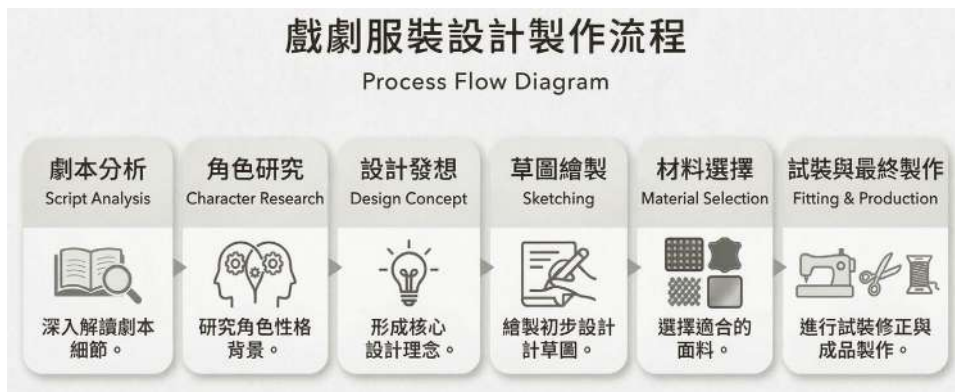 戲劇服裝設計製作流程
Process Flow Diagram
劇本分析
Script Analysis
深入解讀劇本
細節。
角色研究
Character Research
研究角色性格
背景。
設計發想
Design Concept
形成核心
設計理念。
草圖繪製
Sketching
繪製初步設計
計草圖。
材料選擇
Material Selection
選擇適合的
面料。
試裝與最終製作
Fitting & Production
進行試裝修正與
成品製作。